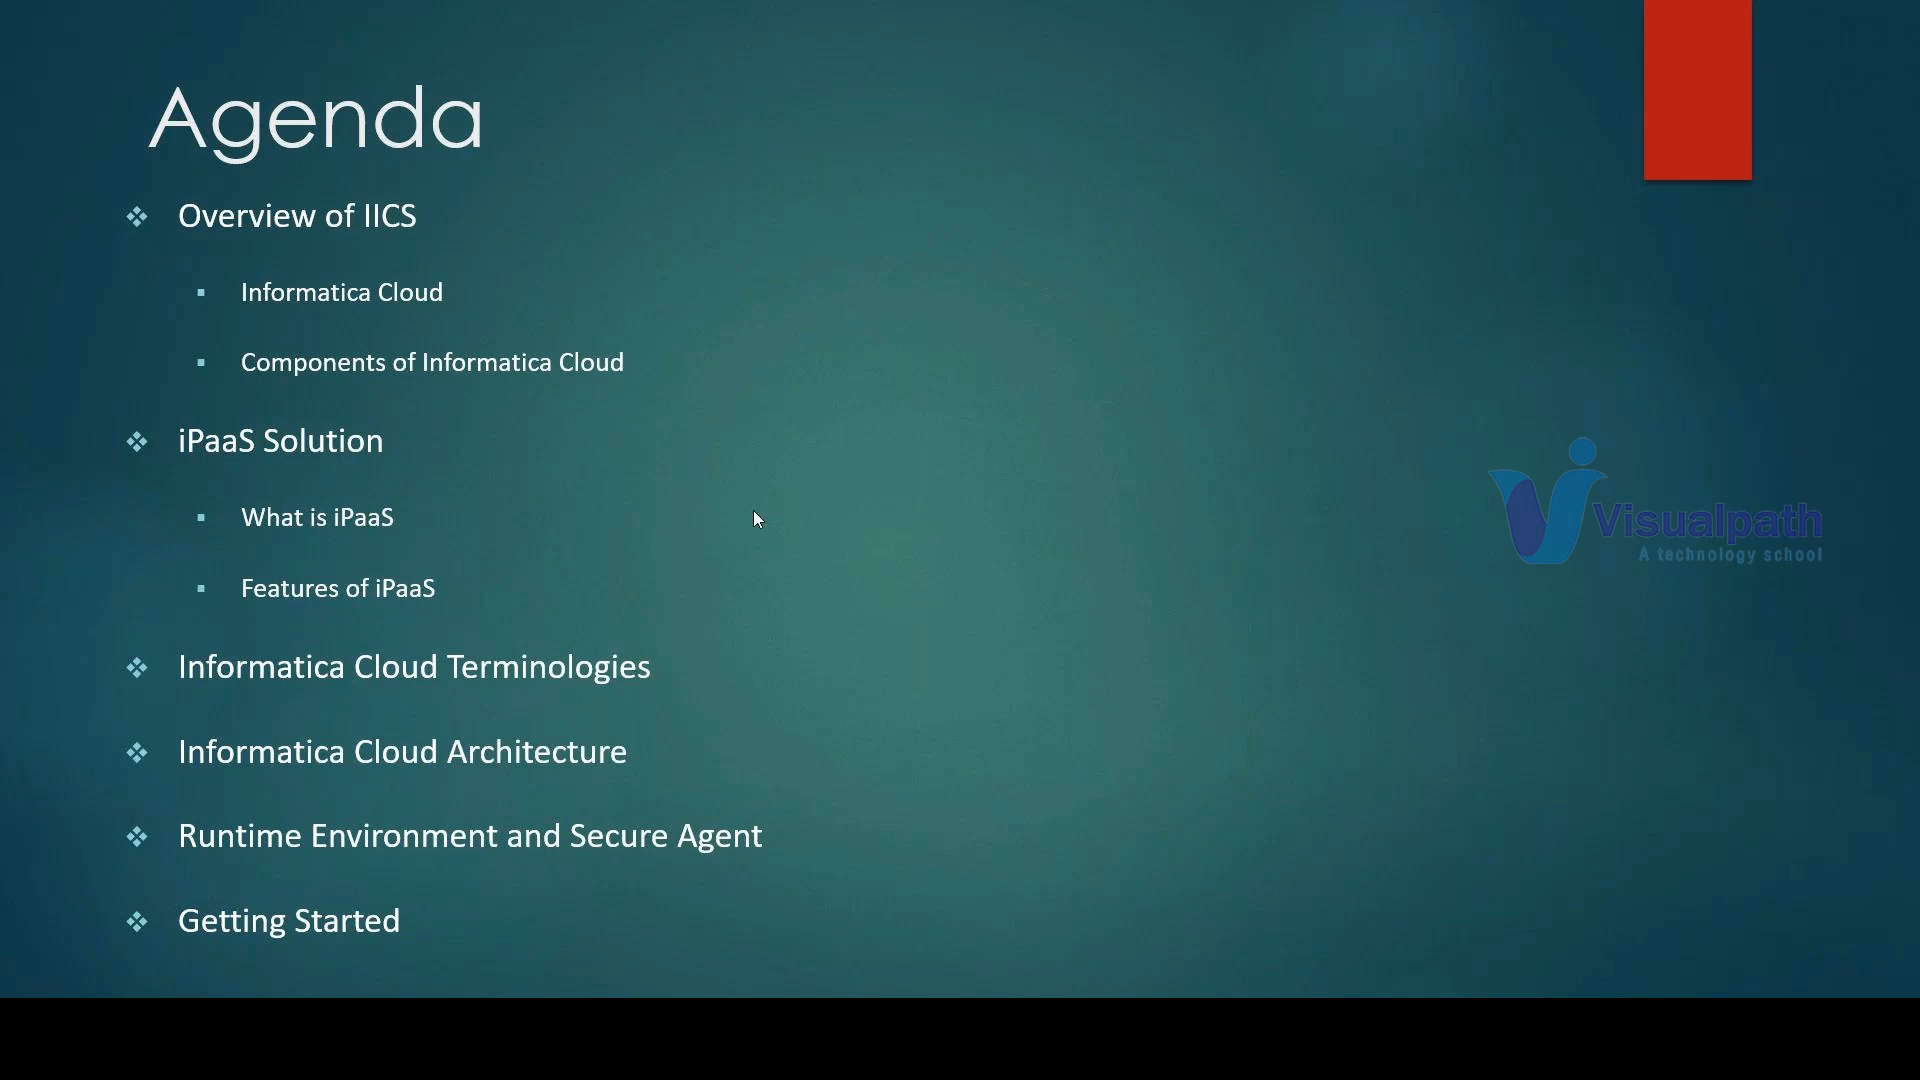 Agenda
Overview of IICS
Informatica Cloud
Components of Informatica Cloud
iPaaS Solution
What is iPaaS
Features of iPaaS
Informatica Cloud Terminologies
Informatica Cloud Architecture
Runtime Environment and Secure Agent
Getting Started
Visualpath
A technology school